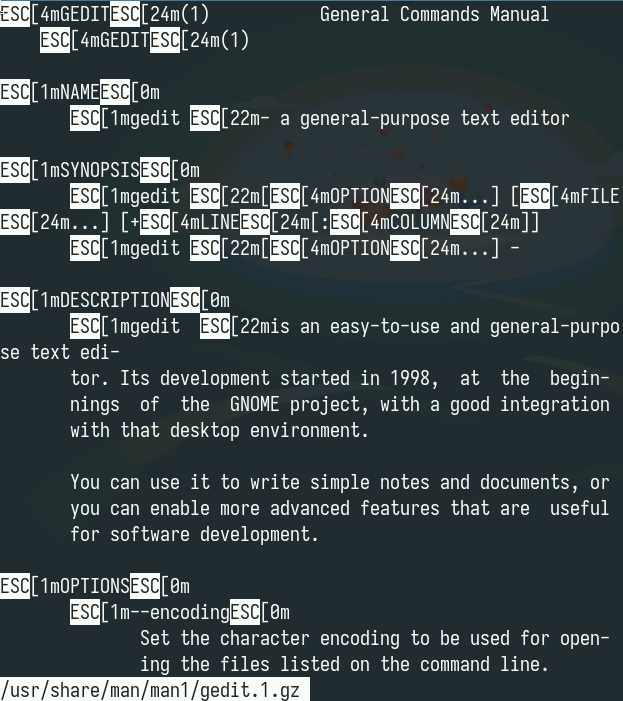 ESC[4mGEDITESC[24m(1)           General Commands Manual
    ESC[4mGEDITESC[24m(1)

ESC[1mNAMEESC[0m
       ESC[1mgedit ESC[22m- a general-purpose text editor

ESC[1mSYNOPSISESC[0m
       ESC[1mgedit ESC[22m[ESC[4mOPTIONESC[24m...] [ESC[4mFILE
ESC[24m...] [+ESC[4mLINEESC[24m[:ESC[4mCOLUMNESC[24m]]
       ESC[1mgedit ESC[22m[ESC[4mOPTIONESC[24m...] -

ESC[1mDESCRIPTIONESC[0m
       ESC[1mgedit  ESC[22mis an easy-to-use and general-purpo
se text edi‐
       tor. Its development started in 1998,  at  the  begin‐
       nings  of  the  GNOME project, with a good integration
       with that desktop environment.

       You can use it to write simple notes and documents, or
       you can enable more advanced features that are  useful
       for software development.

ESC[1mOPTIONSESC[0m
       ESC[1m--encodingESC[0m
              Set the character encoding to be used for open‐
              ing the files listed on the command line.
/usr/share/man/man1/gedit.1.gz